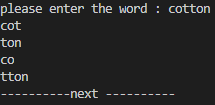 please enter the word : cotton
cot
ton
co
tton
----------next ----------